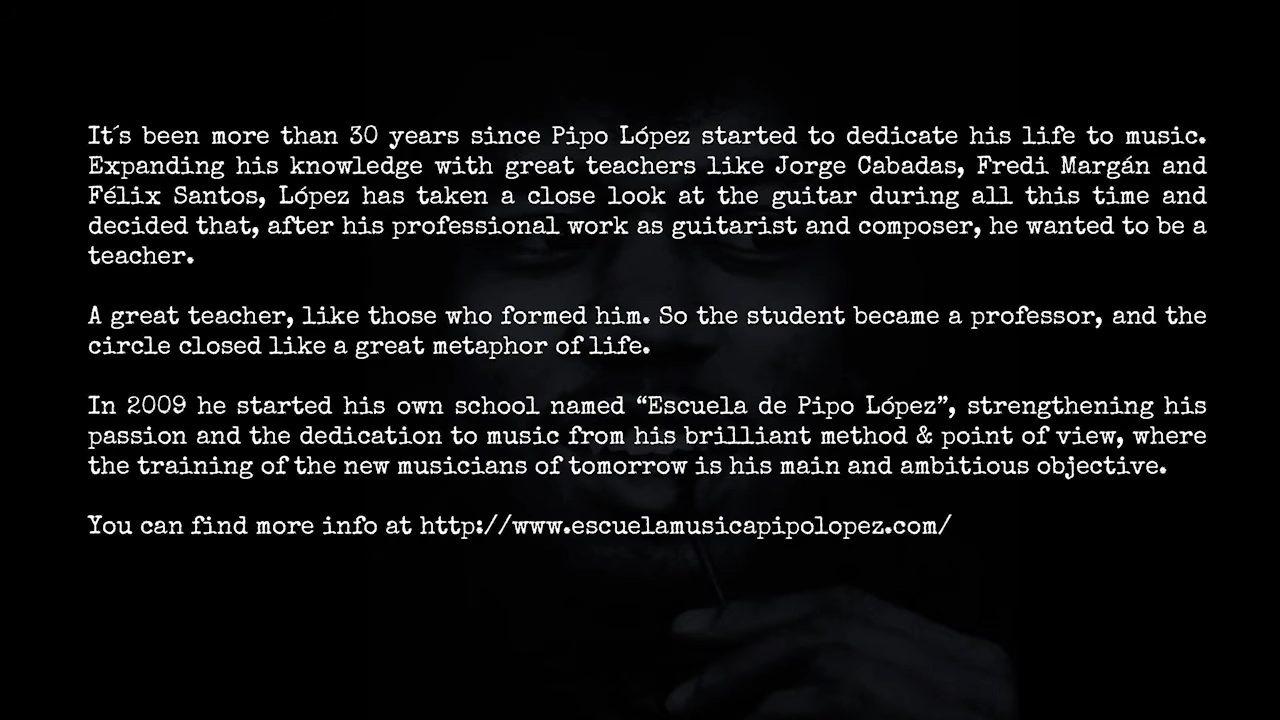 It´s been more than 30 years since Pipo López started to dedicate his life to music.
Expanding his knowledge with great teachers like Jorge Cabadas, Fredi Margán and
Félix Santos, López has taken a close look at the guitar during all this time and
decided that, after his professional work as guitarist and composer, he wanted to be a
teacher.
A great teacher, like those who formed him. So the student became a professor, and the
circle closed like a great metaphor of life.
In 2009 he started his own school named “Escuela de Pipo López”, strengthening his
passion and the dedication to music from his brilliant method & point of view, where
the training of the new musicians of tomorrow is his main and ambitious objective.
You can find more info at http://www.escuelamusicapipolopez.com/